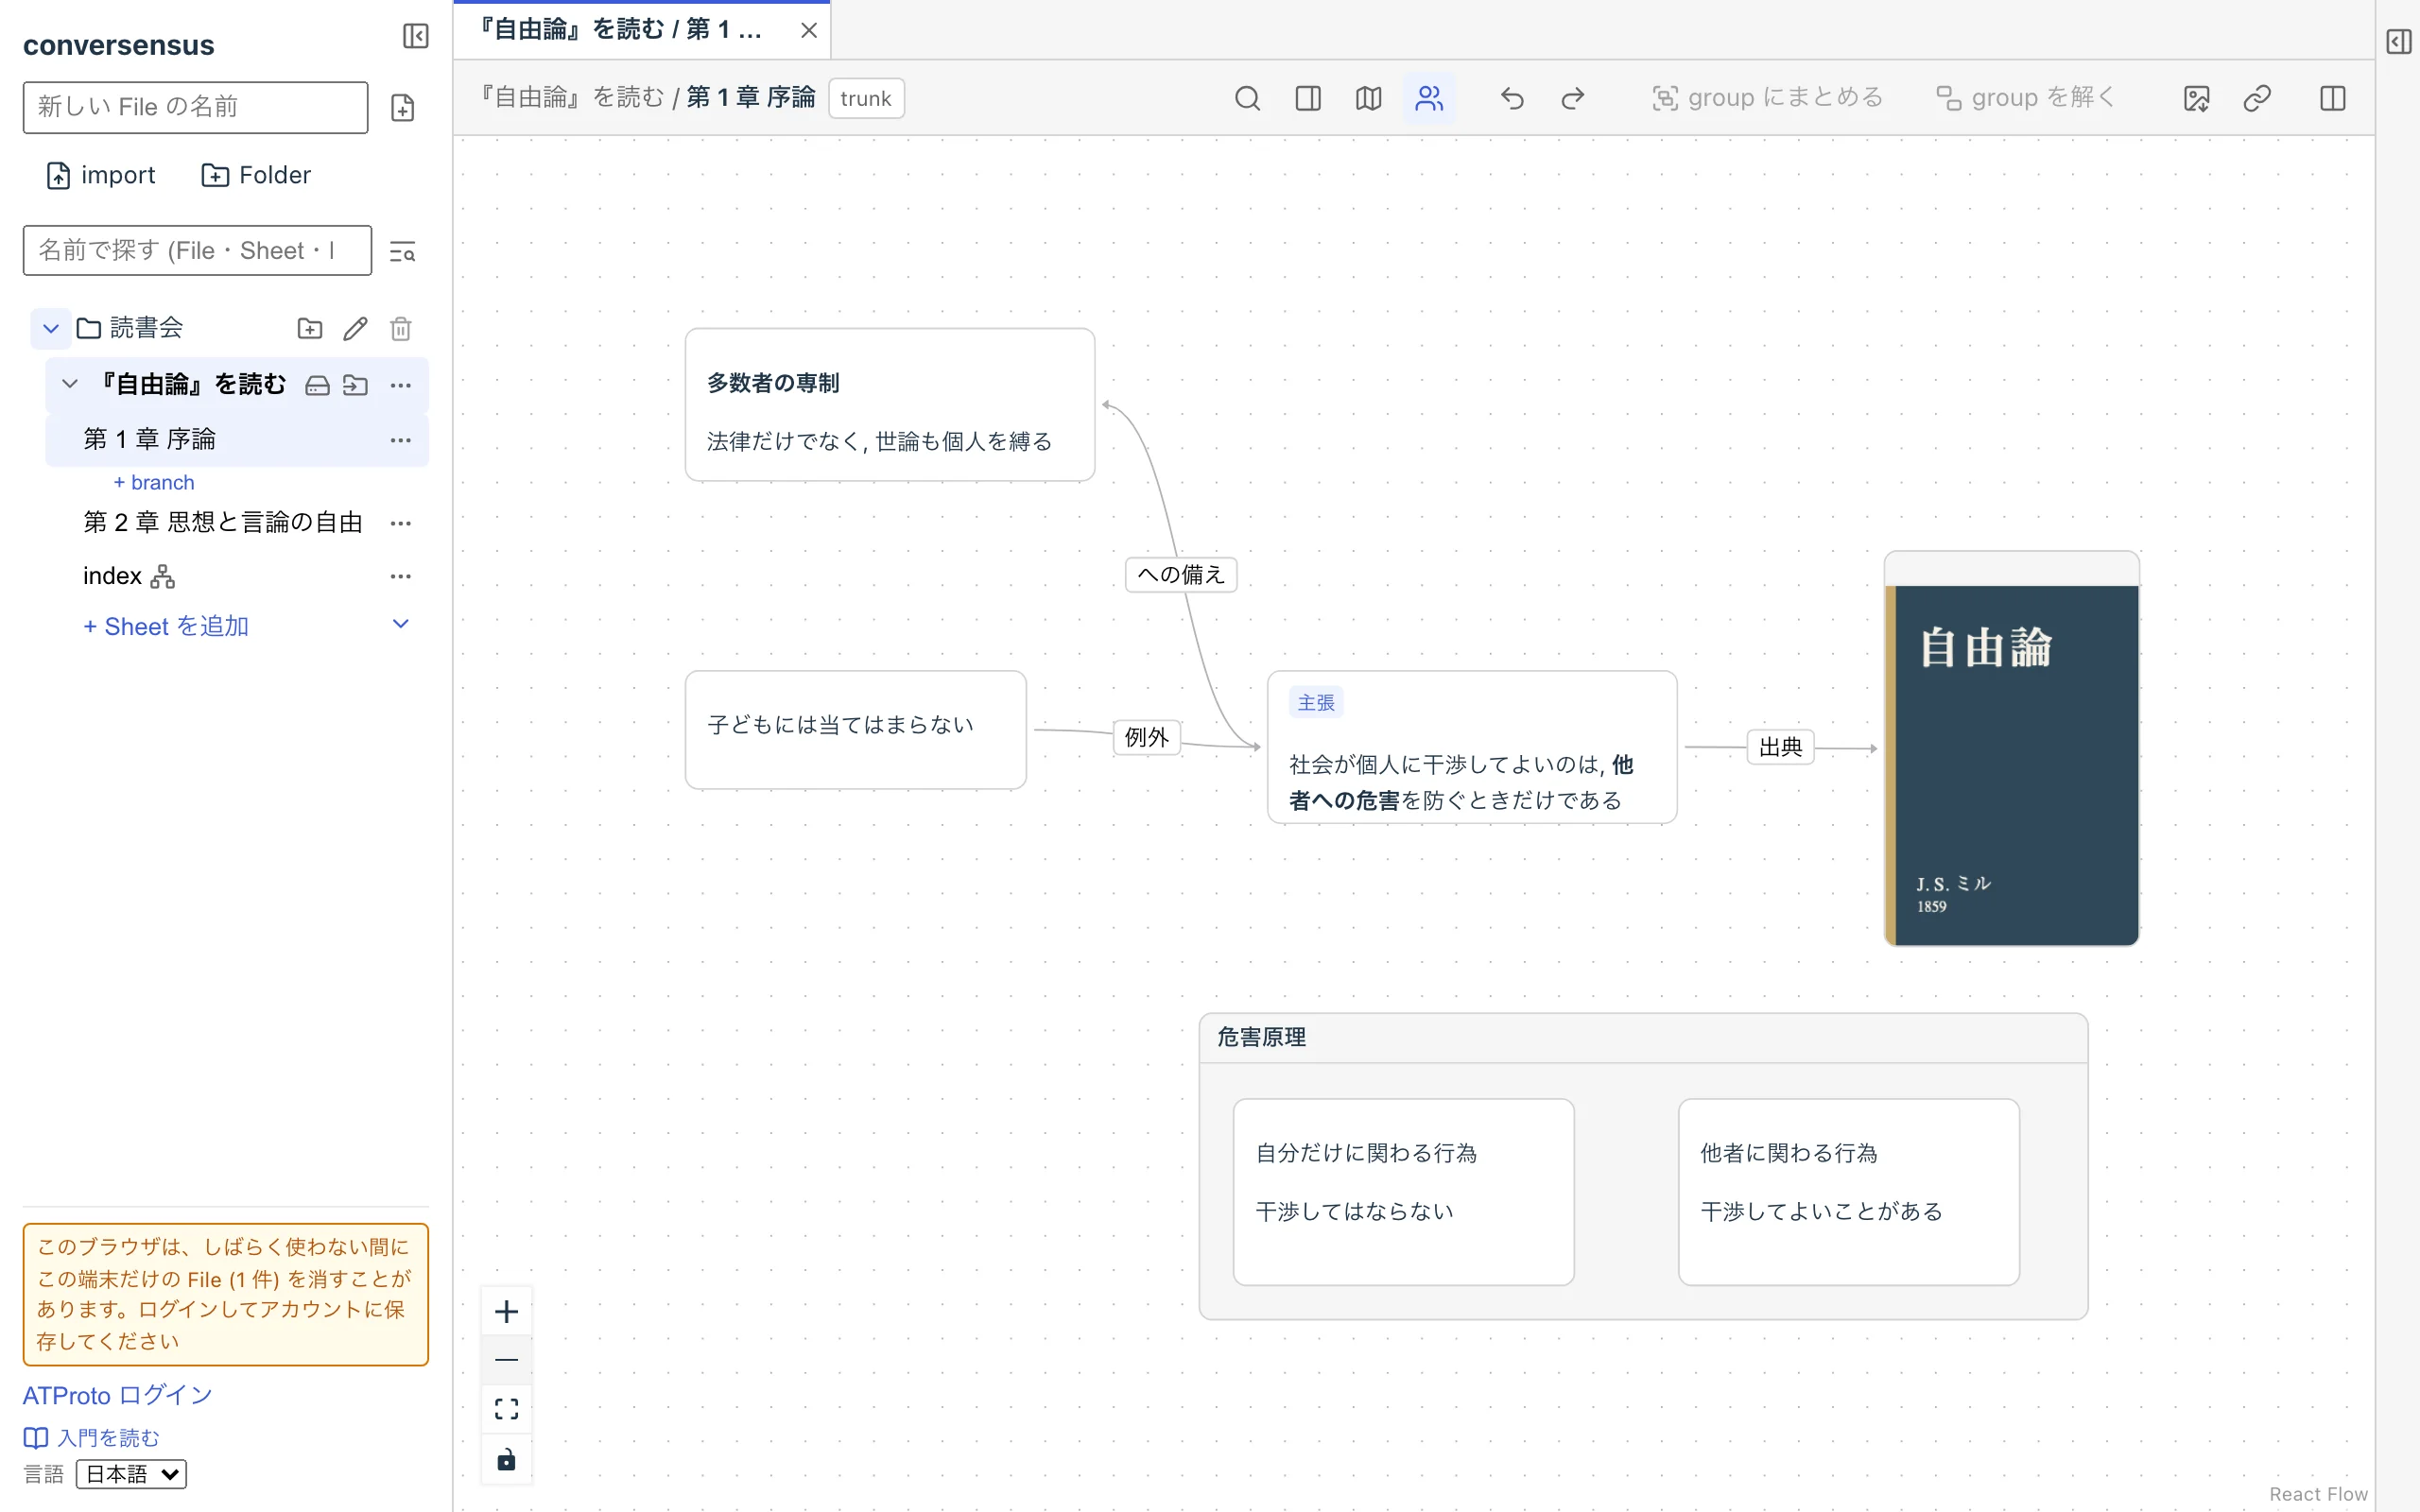 conversensus
新しい File の名前
import
Folder
名前で探す (File・Sheet・
読書会
『自由論』を読む
第 1 章 序論
+ branch
第 2 章 思想と言論の自由
index
+ Sheet を追加
このブラウザは、しばらく使わない間に
この端末だけの File (1 件) を消すことが
あります。ログインしてアカウントに保
存してください
ATProto ログイン
入門を読む
言語 日本語
『自由論』を読む / 第 1 ...
『自由論』を読む / 第 1 章 序論 trunk
group にまとめる
group を解く
多数者の専制
法律だけでなく, 世論も個人を縛る
への備え
子どもには当てはまらない
例外
主張
社会が個人に干渉してよいのは, 他
者への危害を防ぐときだけである
出典
自由論
J. S. ミル
1859
危害原理
自分だけに関わる行為
干渉してはならない
他者に関わる行為
干渉してよいことがある
React Flow